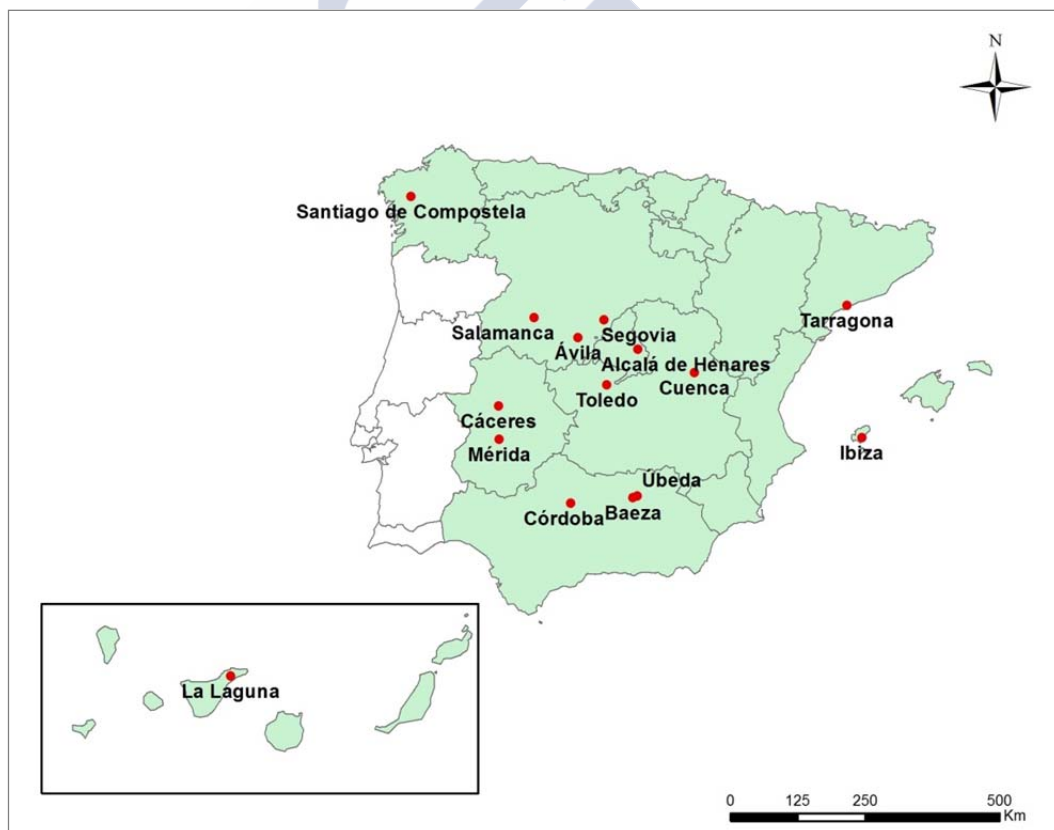 N
Santiago de Compostela
Tarragona
Salamanca
Segovia
Ávila
Alcalá de Henares
Cuenca
Toledo
Cáceres
Ibiza
Mérida
Úbeda
Córdoba
Baeza
La Laguna
0 125 250 500
Km